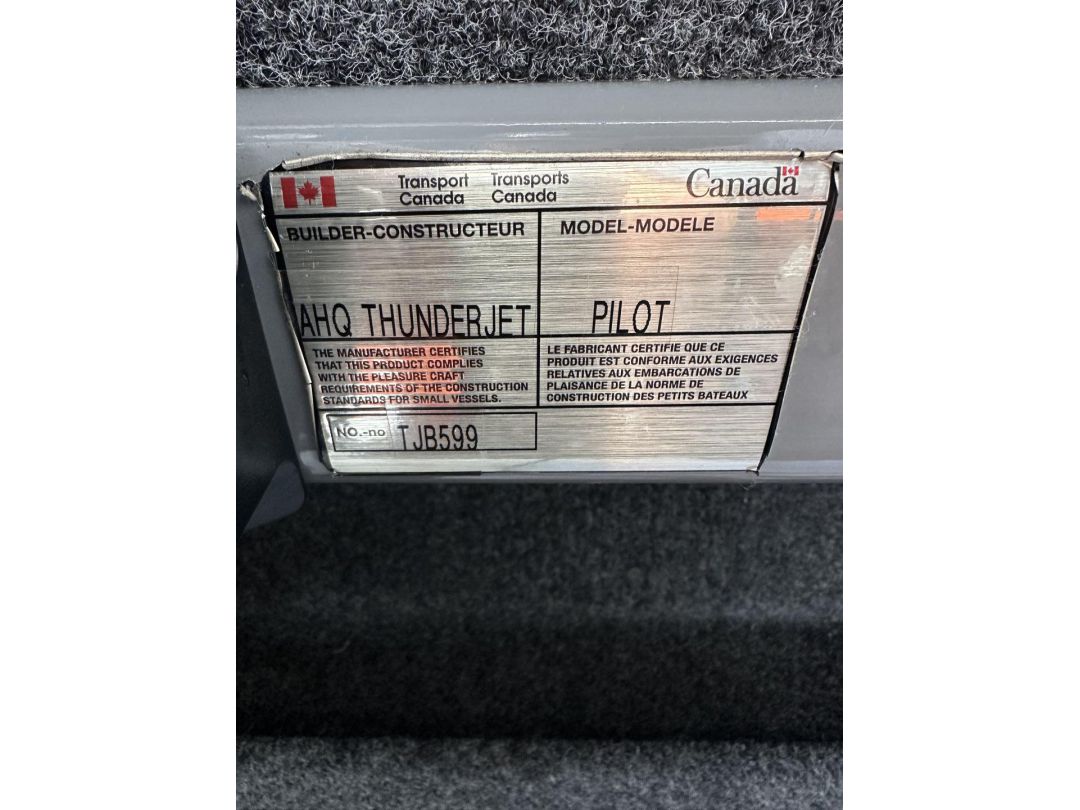 Transport Canada
Transports Canada
Canada
BUILDER-CONSTRUCTEUR
AHQ THUNDERJET
MODEL-MODELE
PILOT
THE MANUFACTURER CERTIFIES
THAT THIS PRODUCT COMPLIES
WITH THE PLEASURE CRAFT
REQUIREMENTS OF THE CONSTRUCTION
STANDARDS FOR SMALL VESSELS.
LE FABRICANT CERTIFIE QUE CE
PRODUIT EST CONFORME AUX EXIGENCES
RELATIVES AUX EMBARCATIONS DE
PLAISANCE DE LA NORME DE
CONSTRUCTION DES PETITS BATEAUX
NO.-no TJB599